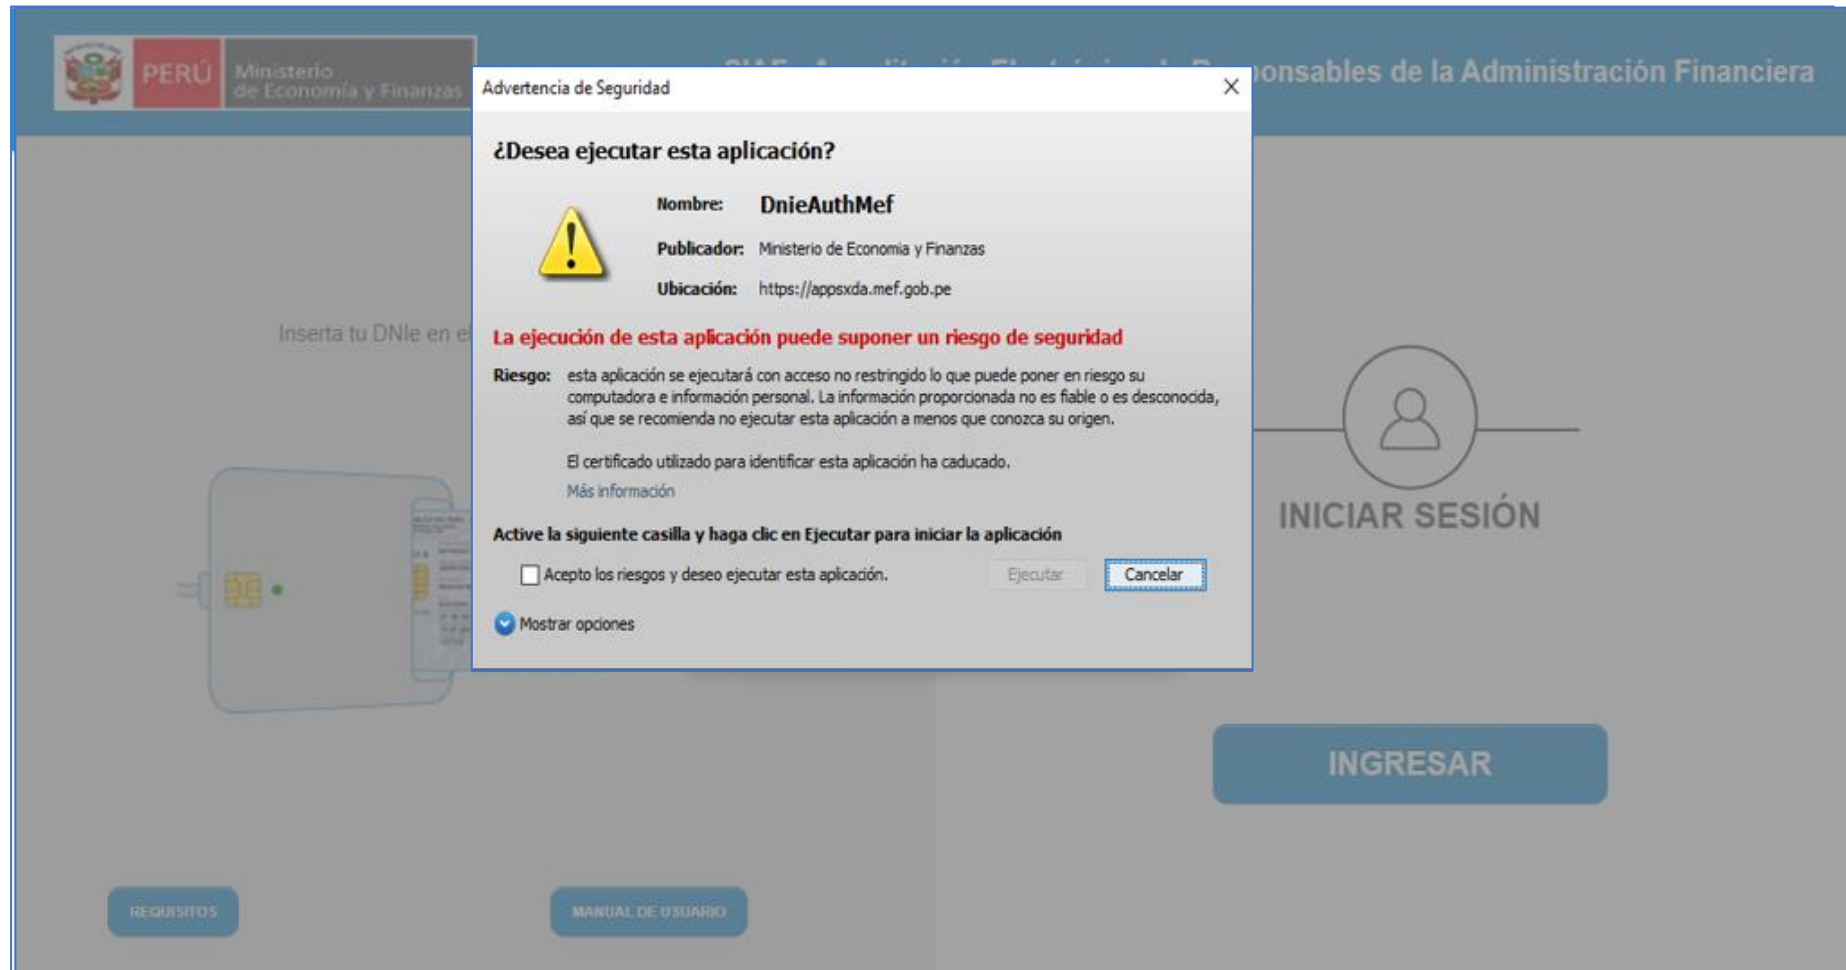 PERÚ
Ministerio
de Economía y Finanzas
onsables de la Administración Financiera
Advertencia de Seguridad
¿Desea ejecutar esta aplicación?
Nombre: DnieAuthMef
Publicador: Ministerio de Economia y Finanzas
Ubicación: https://appsxda.mef.gob.pe
Inserta tu DNIe en el
La ejecución de esta aplicación puede suponer un riesgo de seguridad
Riesgo: esta aplicación se ejecutará con acceso no restringido lo que puede poner en riesgo su
computadora e información personal. La información proporcionada no es fiable o es desconocida,
así que se recomienda no ejecutar esta aplicación a menos que conozca su origen.
El certificado utilizado para identificar esta aplicación ha caducado.
Más información
Active la siguiente casilla y haga clic en Ejecutar para iniciar la aplicación
Acepto los riesgos y deseo ejecutar esta aplicación.
Ejecutar
Cancelar
Mostrar opciones
INICIAR SESIÓN
INGRESAR
REQUISITOS
MANUAL DE USUARIO